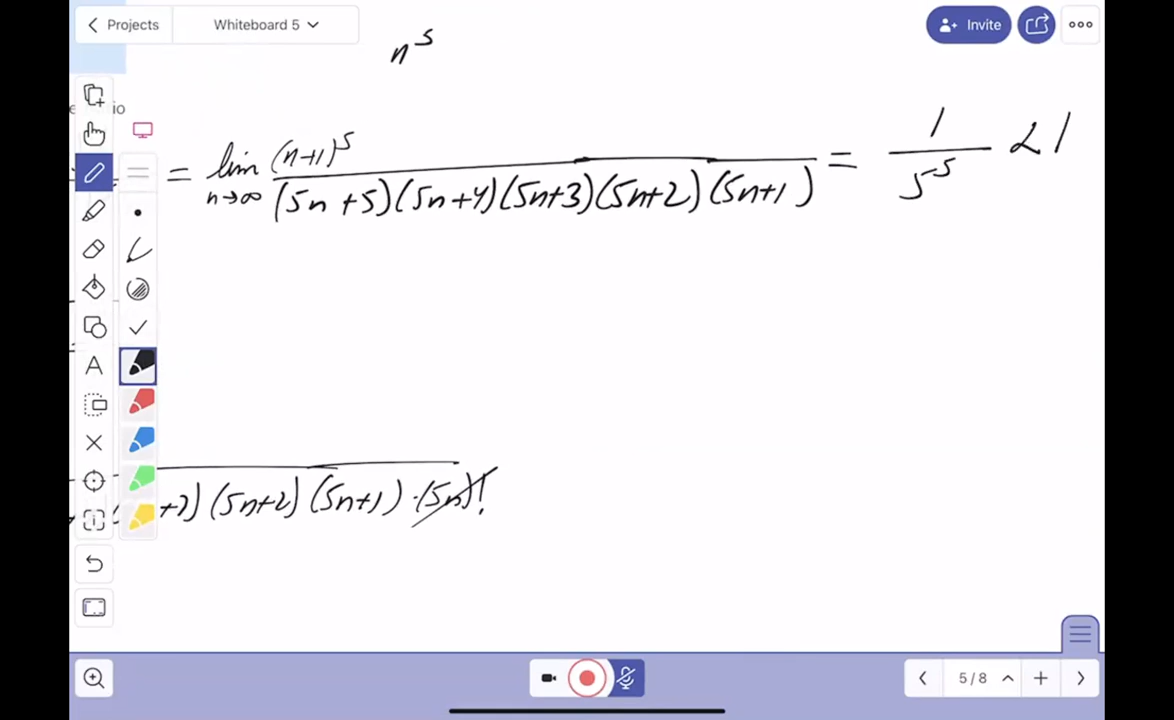 Projects
Whiteboard 5
Invite
n^5
io
= lim n→∞ (n+1)^5 / (5n+5)(5n+4)(5n+3)(5n+2)(5n+1) = 1/5^5 < 1
A
(5n+2)(5n+1)·(5n)!
5/8